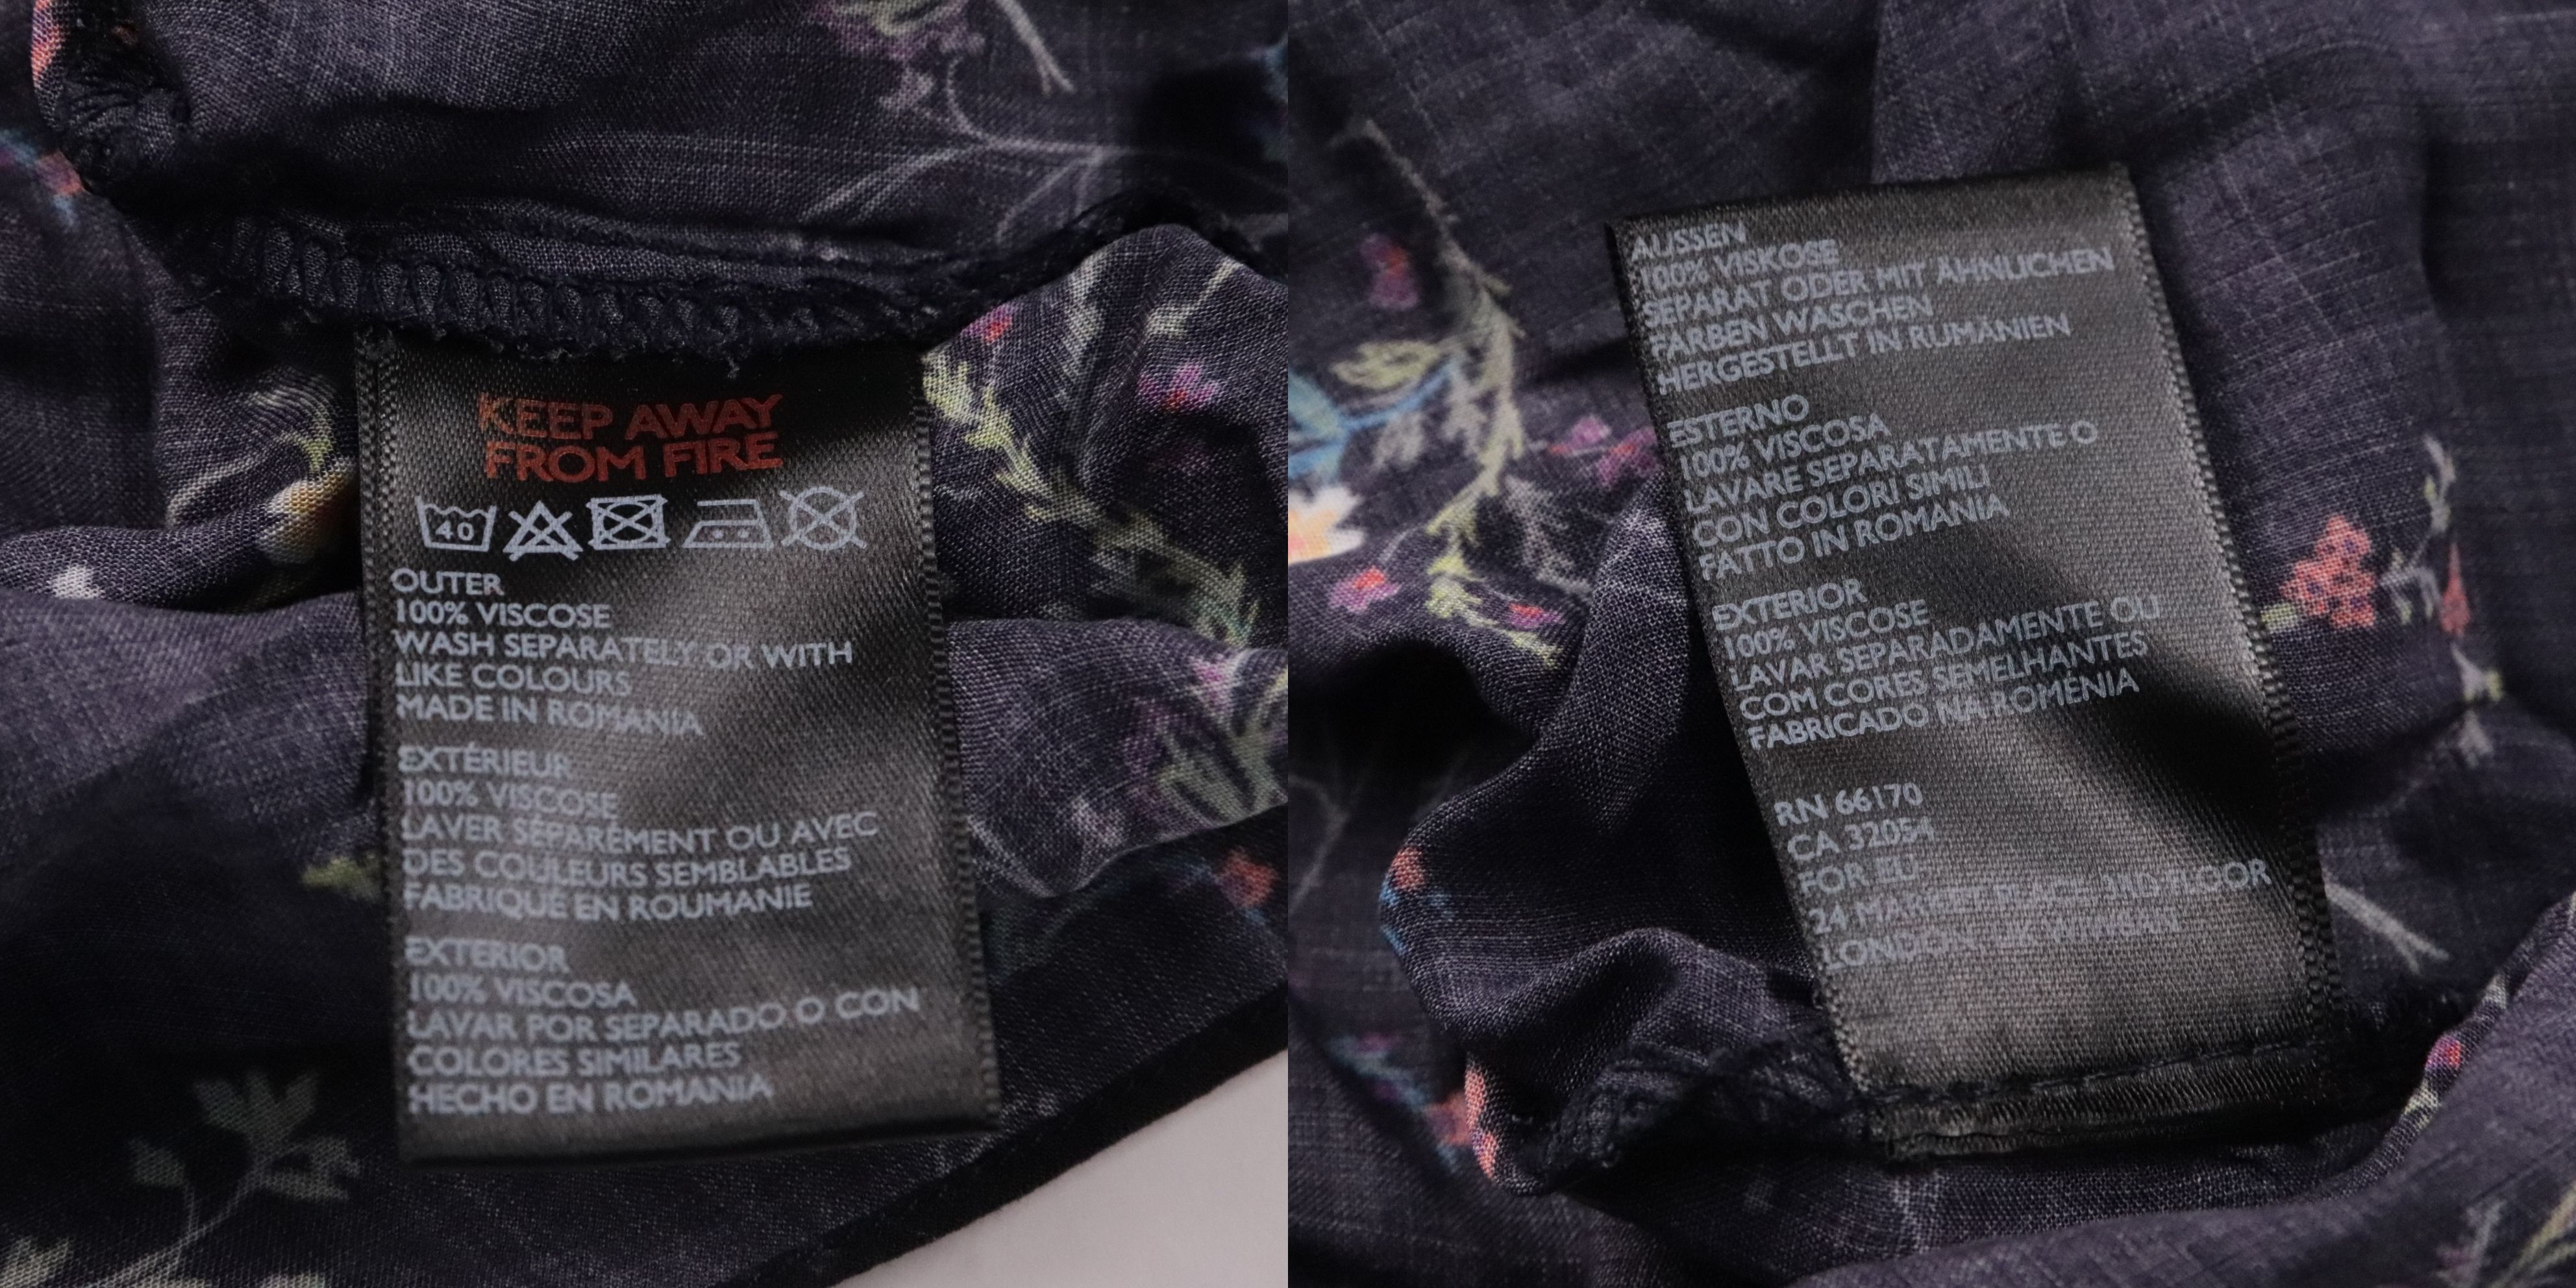 KEEP AWAY
FROM FIRE
40
OUTER
100% VISCOSE
WASH SEPARATELY OR WITH
LIKE COLOURS
MADE IN ROMANIA
EXTÉRIEUR
100% VISCOSE
LAVER SÉPARÉMENT OU AVEC
DES COULEURS SEMBLABLES
FABRIQUÉ EN ROUMANIE
EXTERIOR
100% VISCOSA
LAVAR POR SEPARADO O CON
COLORES SIMILARES
HECHO EN ROMANIA
AUSSEN
100% VISKOSE
SEPARAT ODER MIT ÄHNLICHEN
FARBEN WASCHEN
HERGESTELLT IN RUMÄNIEN
ESTERNO
100% VISCOSA
LAVARE SEPARATAMENTE O
CON COLORI SIMILI
FATTO IN ROMANIA
EXTERIOR
100% VISCOSE
LAVAR SEPARADAMENTE OU
COM CORES SEMELHANTES
FABRICADO NA ROMÉNIA
RN 66170
CA 32054
FOR EU
24 MARKET PLACE 3RD FLOOR
LONDON,